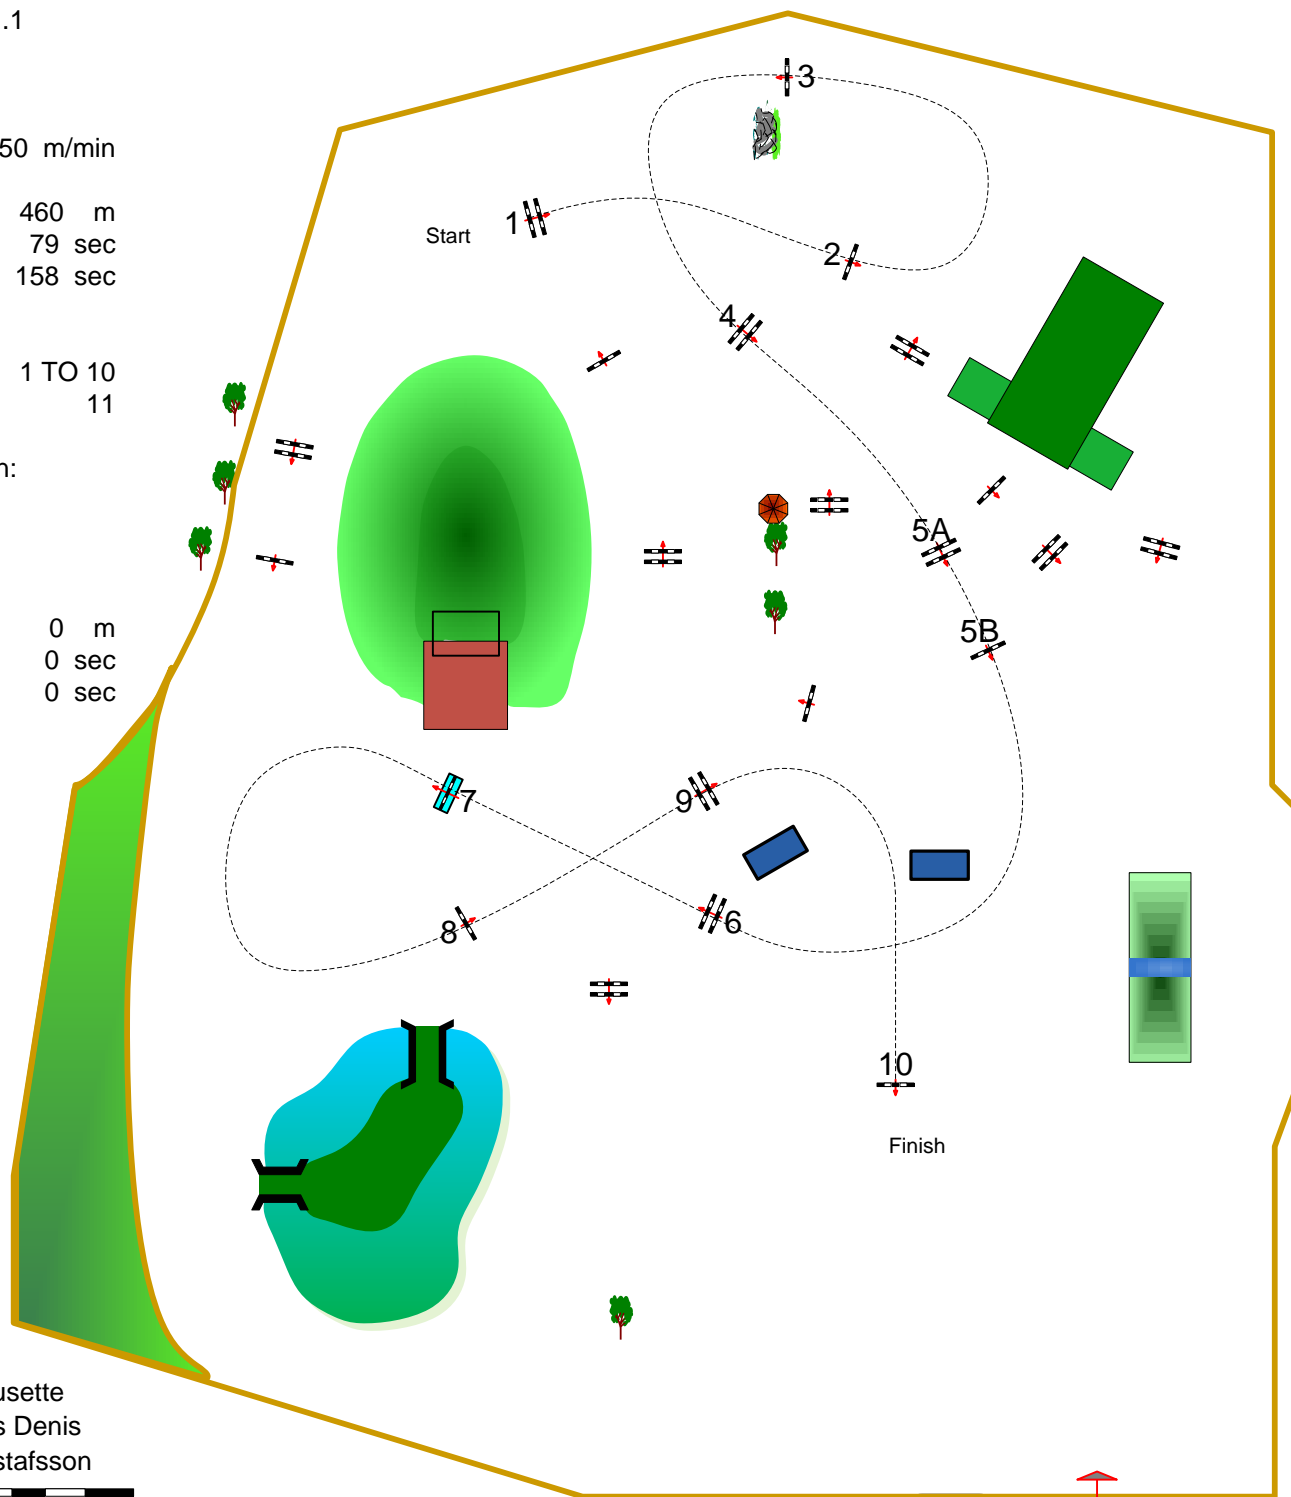 .1
50 m/min
460 m
79 sec
158 sec
1 TO 10
11
n:
0 m
0 sec
0 sec
usette
s Denis
stafsson
3
1
Start
2
4
5A
5B
7
9
8
6
10
Finish